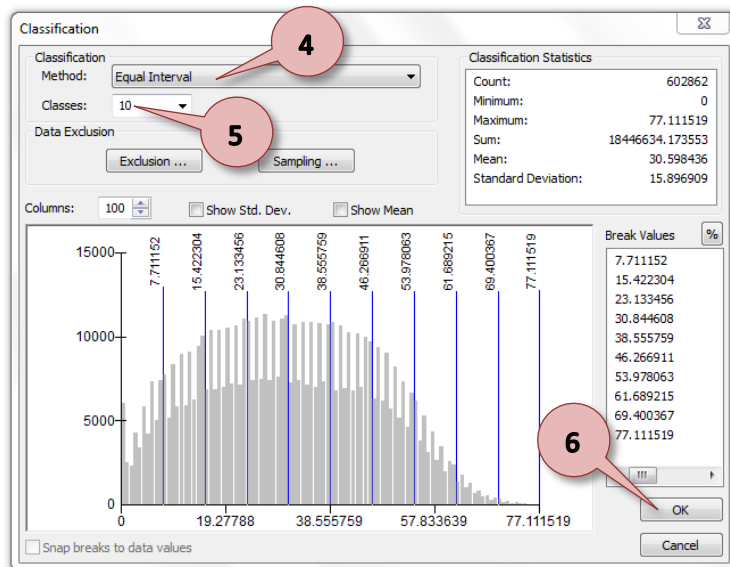 Classification
Classification
Method: Equal Interval
Classes: 10
4
5
Data Exclusion
Exclusion ...
Sampling ...
Classification Statistics
Count: 602862
Minimum: 0
Maximum: 77.111519
Sum: 18446634.173553
Mean: 30.598436
Standard Deviation: 15.896909
Columns: 100 Show Std. Dev. Show Mean
Break Values %
7.711152
15.422304
23.133456
30.844608
38.555759
46.266911
53.978063
61.689215
69.400367
77.111519
15000
10000
5000
0
7.711152
15.422304
23.133456
30.844608
38.555759
46.266911
53.978063
61.689215
69.400367
77.111519
0 19.27788 38.555759 57.833639 77.111519
6
OK
Cancel
Snap breaks to data values